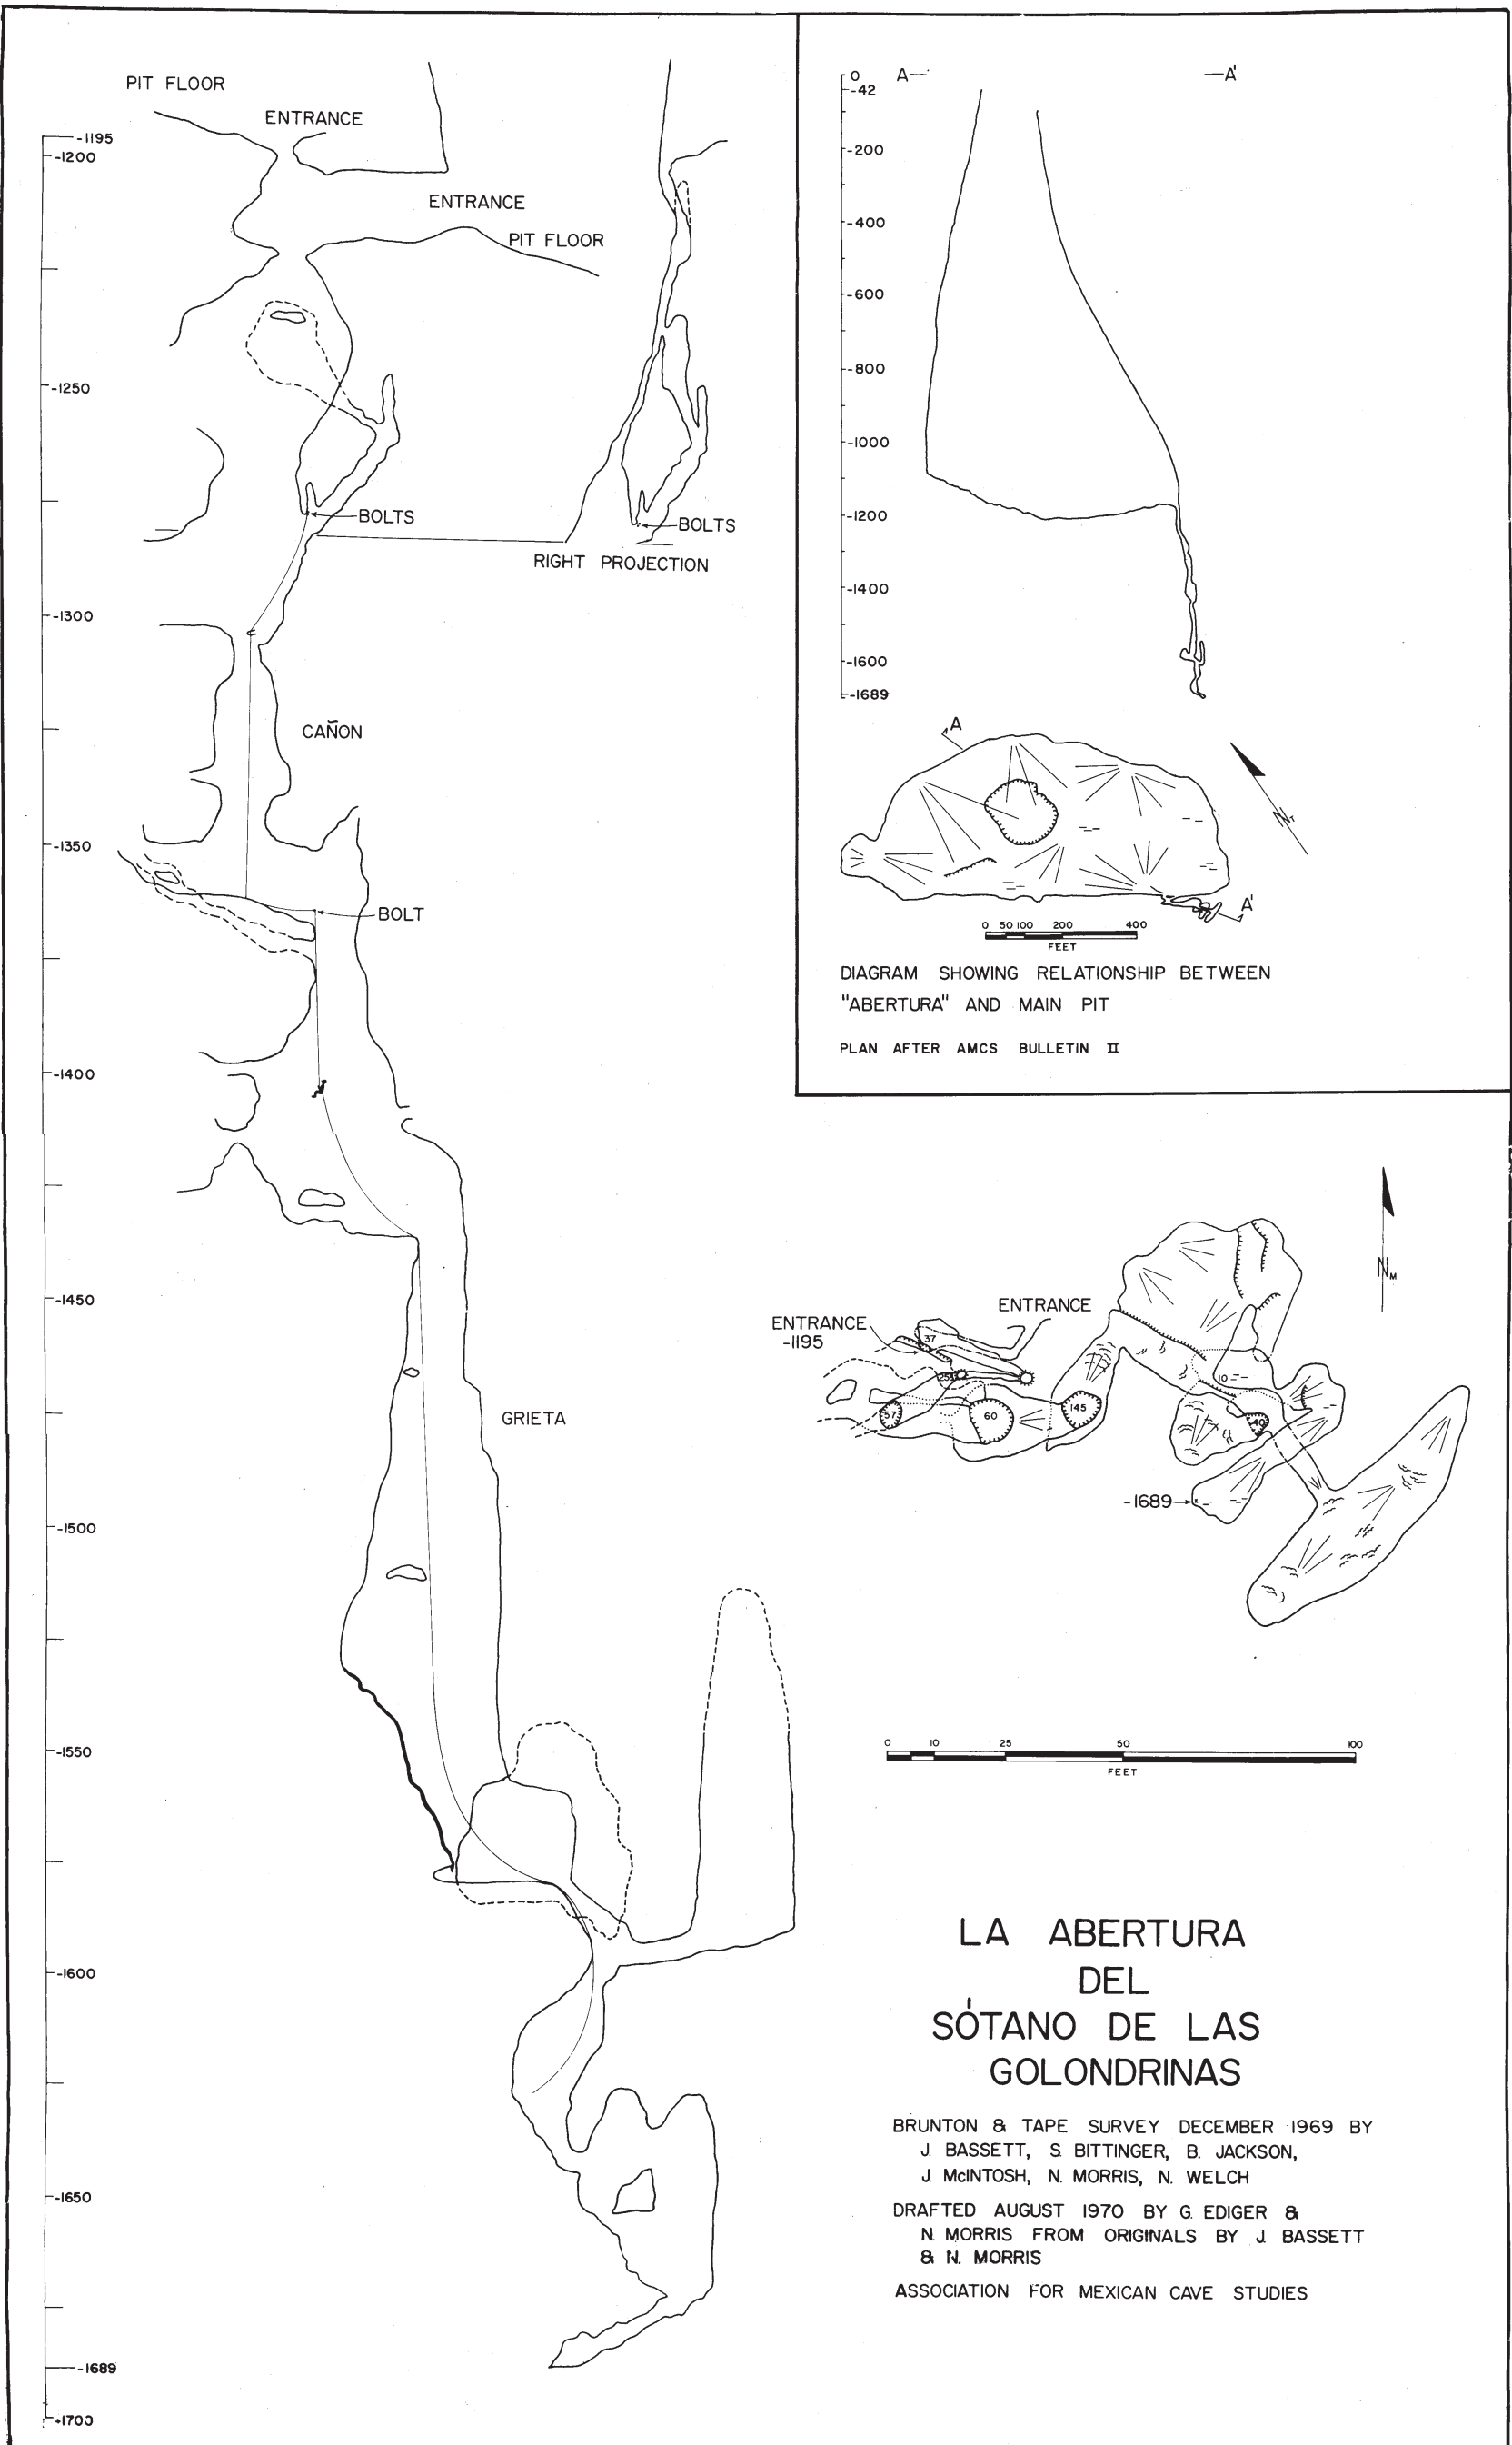 PIT FLOOR
ENTRANCE
-1195
-1200
ENTRANCE
PIT FLOOR
-1250
BOLTS
BOLTS
RIGHT PROJECTION
-1300
CAÑON
-1350
BOLT
-1400
-1450
GRIETA
-1500
-1550
-1600
-1650
-1689
-1700
0
A
A'
-42
-200
-400
-600
-800
-1000
-1200
-1400
-1600
-1689
A
A'
0 50 100 200 400
FEET
DIAGRAM SHOWING RELATIONSHIP BETWEEN
"ABERTURA" AND MAIN PIT
PLAN AFTER AMCS BULLETIN II
NM
ENTRANCE
ENTRANCE
-1195
37
25
57
60
145
10
40
-1689
0 10 25 50 100
FEET
LA ABERTURA
DEL
SÓTANO DE LAS
GOLONDRINAS
BRUNTON & TAPE SURVEY DECEMBER 1969 BY
J. BASSETT, S. BITTINGER, B. JACKSON,
J. McINTOSH, N. MORRIS, N. WELCH
DRAFTED AUGUST 1970 BY G. EDIGER &
N. MORRIS FROM ORIGINALS BY J. BASSETT
& N. MORRIS
ASSOCIATION FOR MEXICAN CAVE STUDIES